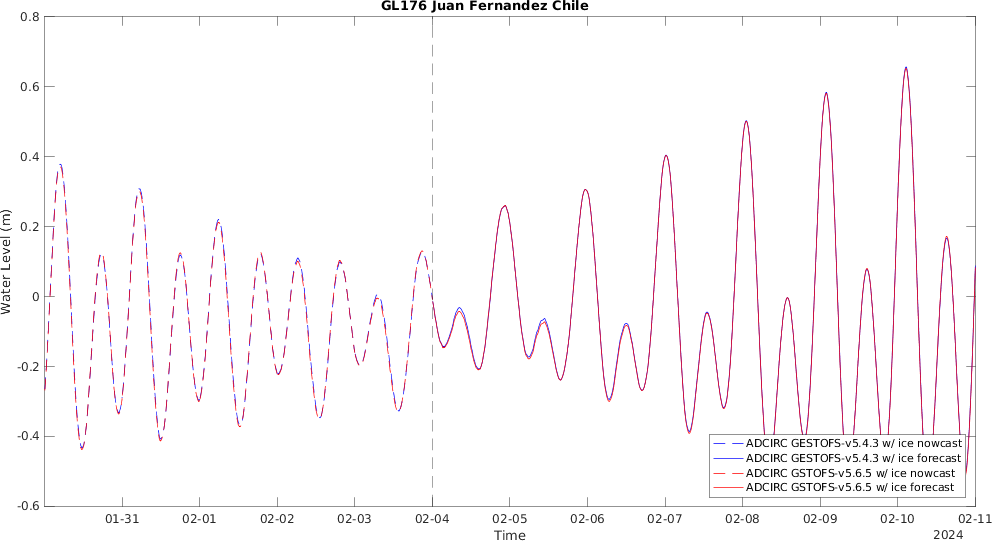 GL176 Juan Fernandez Chile
0.8
0.6
0.4
0.2
0
-0.2
-0.4
-0.6
Water Level (m)
ADCIRC GESTOFS-v5.4.3 w/ ice nowcast
ADCIRC GESTOFS-v5.4.3 w/ ice forecast
ADCIRC GSTOFS-v5.6.5 w/ ice nowcast
ADCIRC GSTOFS-v5.6.5 w/ ice forecast
01-31 02-01 02-02 02-03 02-04 02-05 02-06 02-07 02-08 02-09 02-10 02-11
Time
2024